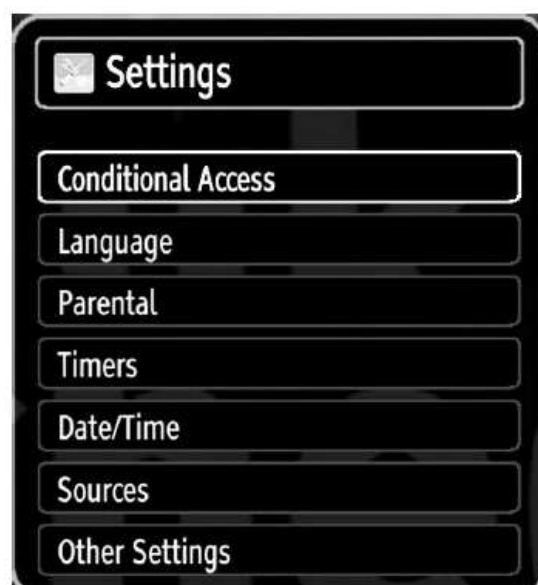 Settings
Conditional Access
Language
Parental
Timers
Date/Time
Sources
Other Settings